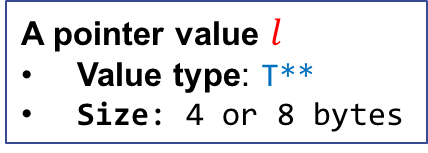 A pointer value l
• Value type: T**
• Size: 4 or 8 bytes